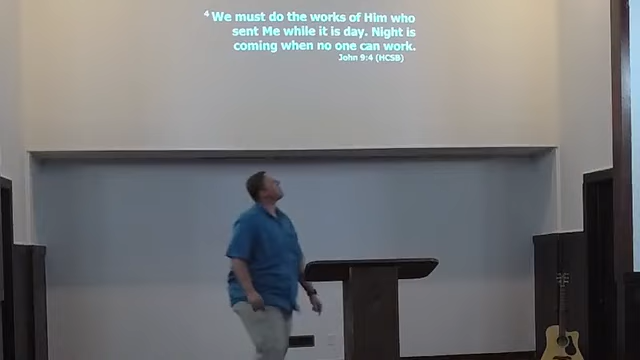 4 We must do the works of Him who
sent Me while it is day. Night is
coming when no one can work.
John 9:4 (HCSB)